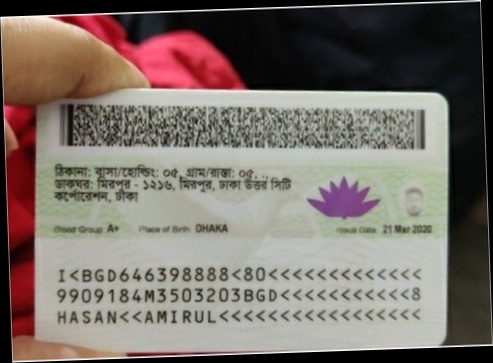 ঠিকানা: বাসা/হোল্ডিং: ০৫, গ্রাম/রাস্তা: ০৫, .,
ডাকঘর: মিরপুর - ১২১৬, মিরপুর, ঢাকা উত্তর সিটি
কর্পোরেশন, ঢাকা
Blood Group: A+ Place of Birth: DHAKA Issue Date: 21 Mar 2020
I<BGD646398888<80<<<<<<<<<<<<<
9909184M3503203BGD<<<<<<<<<<<8
HASAN<<AMIRUL<<<<<<<<<<<<<<<<<